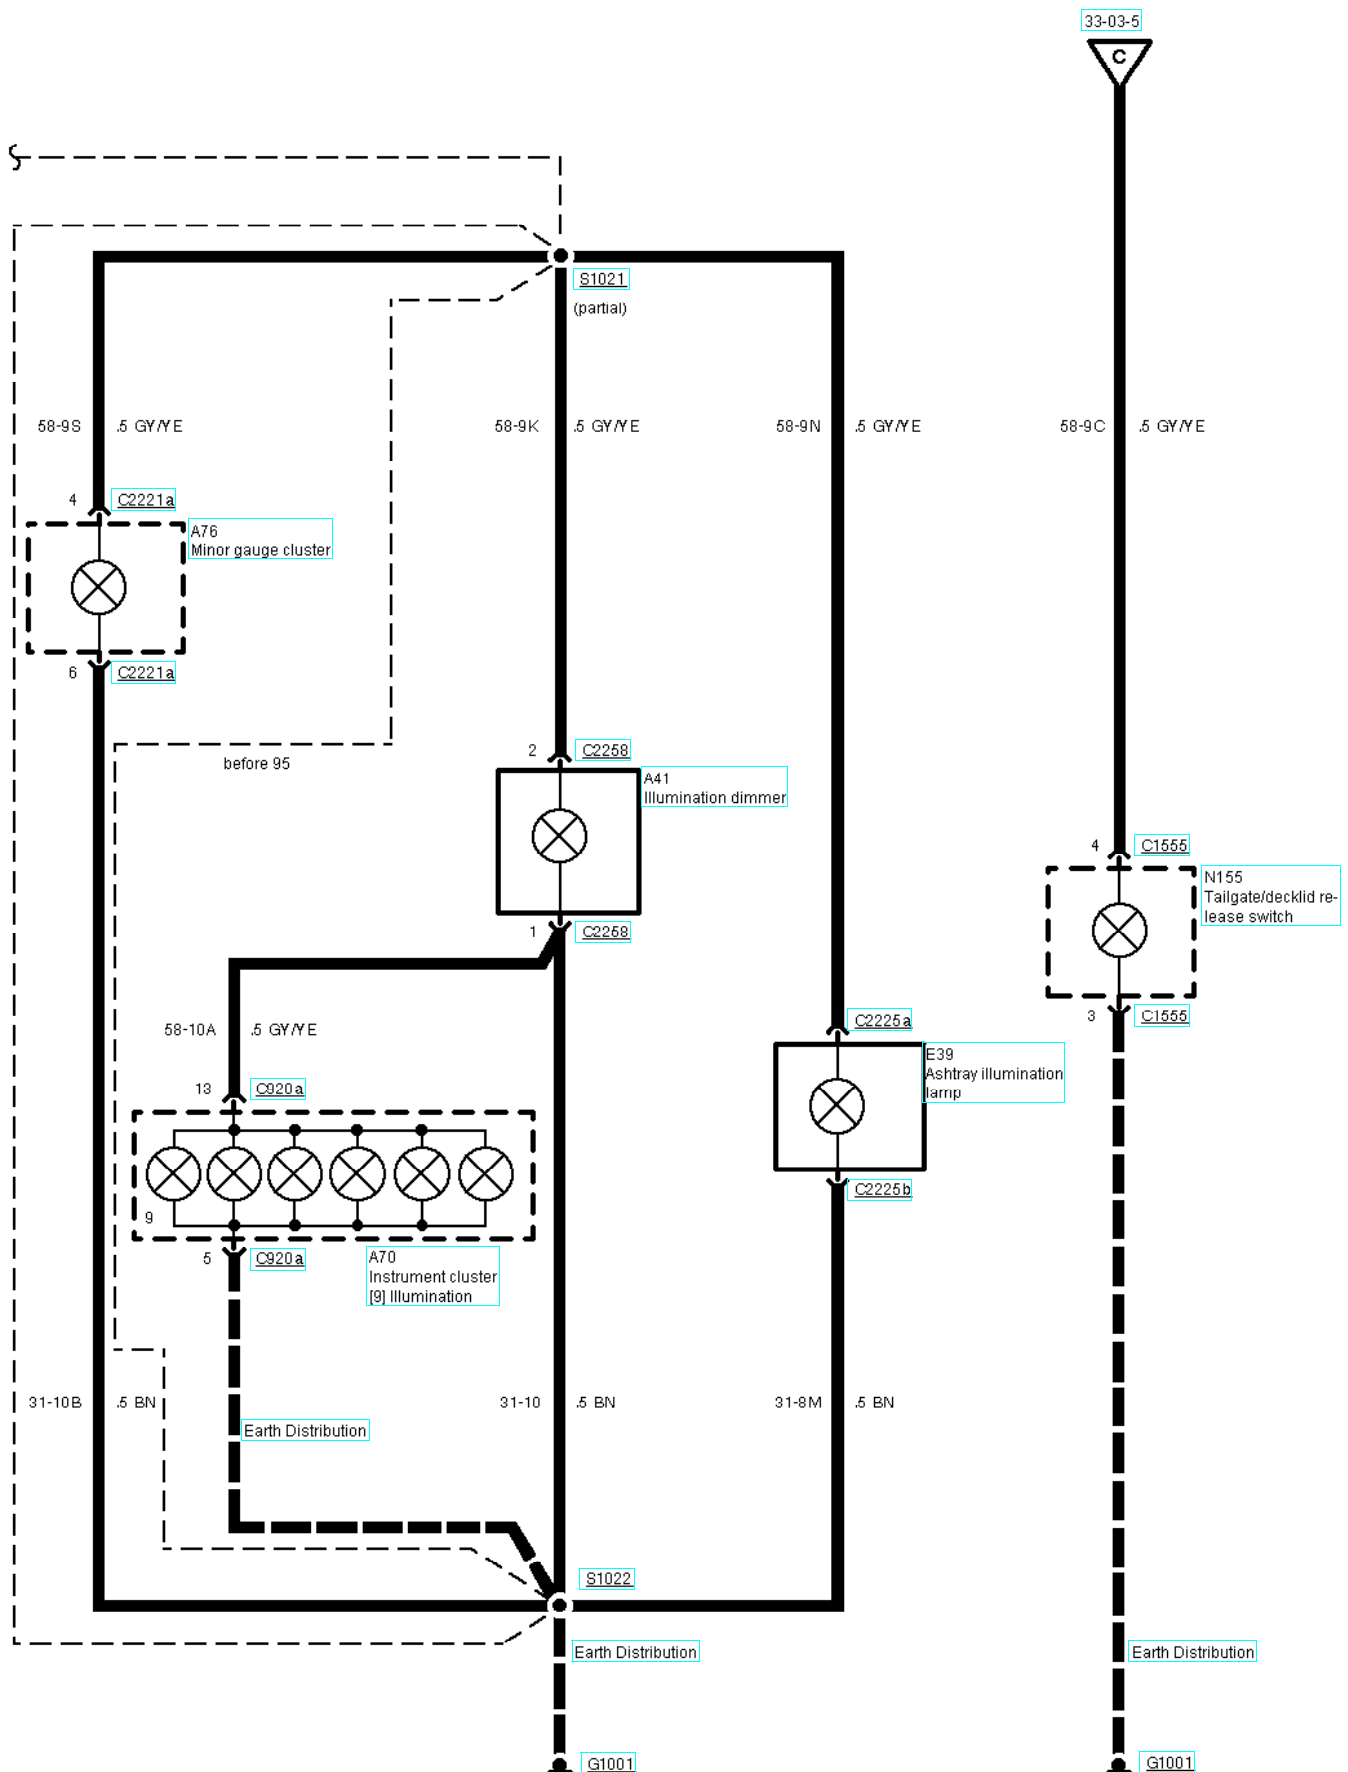 33-03-5
C
S1021
(partial)
58-9S .5 GY/YE
58-9K .5 GY/YE
58-9N .5 GY/YE
58-9C .5 GY/YE
4 C2221a
A76
Minor gauge cluster
6 C2221a
before 95
2 C2258
A41
Illumination dimmer
1 C2258
4 C1555
N155
Tailgate/decklid re-
lease switch
3 C1555
58-10A .5 GY/YE
C2225a
E39
Ashtray illumination
lamp
13 C920a
C2225b
9
5 C920a
A70
Instrument cluster
[9] Illumination
31-10B .5 BN
31-10 .5 BN
31-8M .5 BN
Earth Distribution
S1022
Earth Distribution
Earth Distribution
G1001
G1001